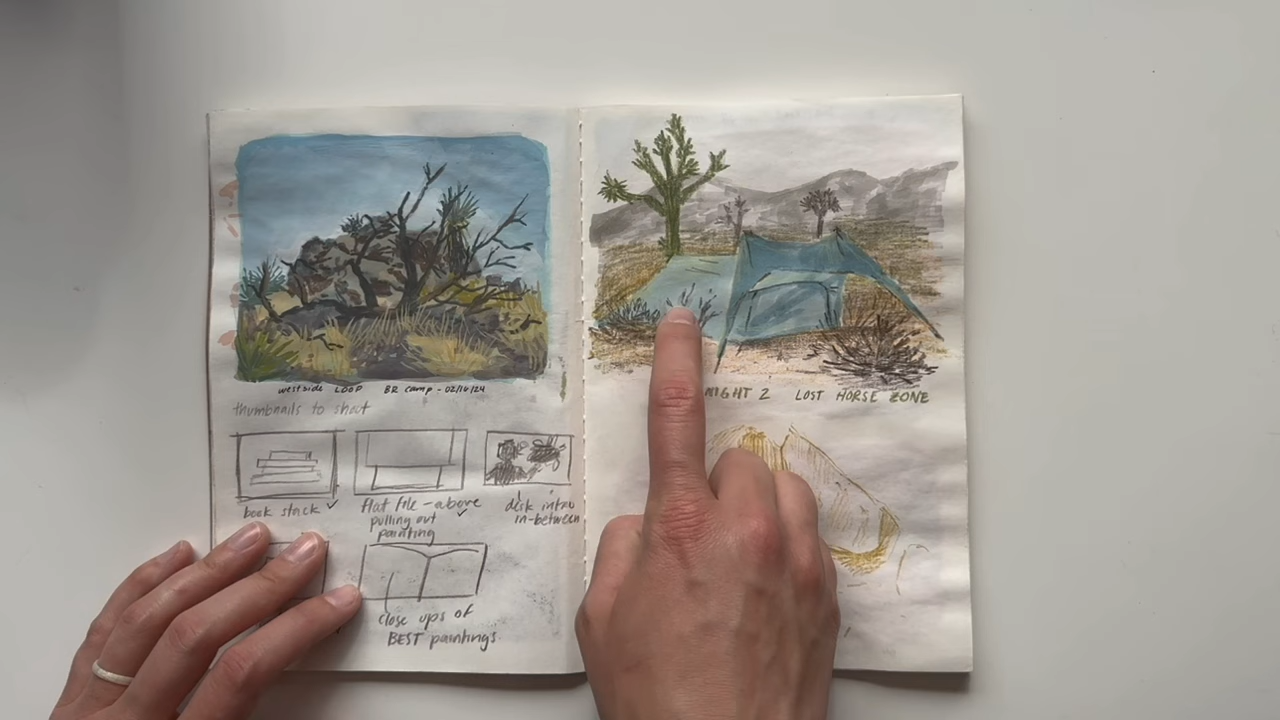 westside LOOP BR camp - 02/16/24
thumbnails to shoot
book stack ✓
flat file - above ✓
pulling out
painting
desk intro
in-between
close ups of
BEST paintings
NIGHT 2 LOST HORSE ZONE